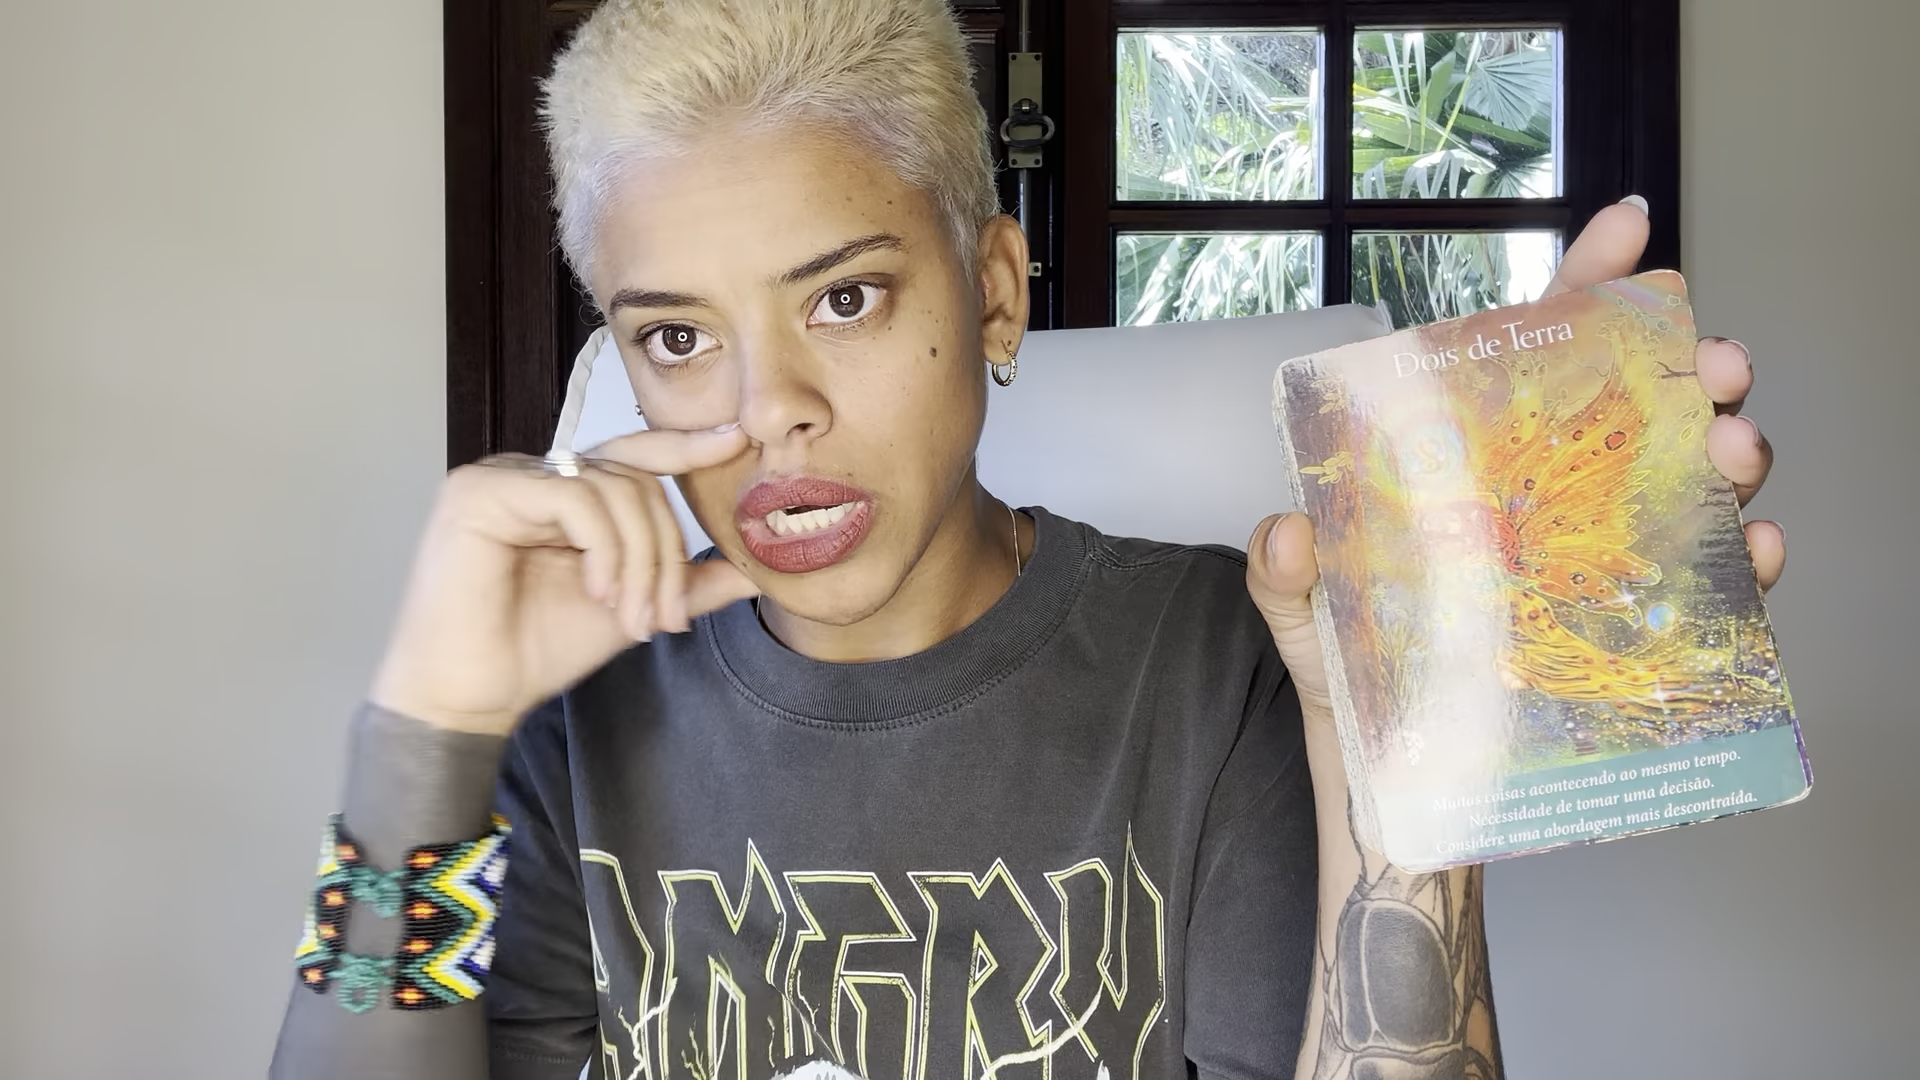 Dois de Terra
Muitas coisas acontecendo ao mesmo tempo.
Necessidade de tomar uma decisão.
Considere uma abordagem mais descontraída.
ANGRY